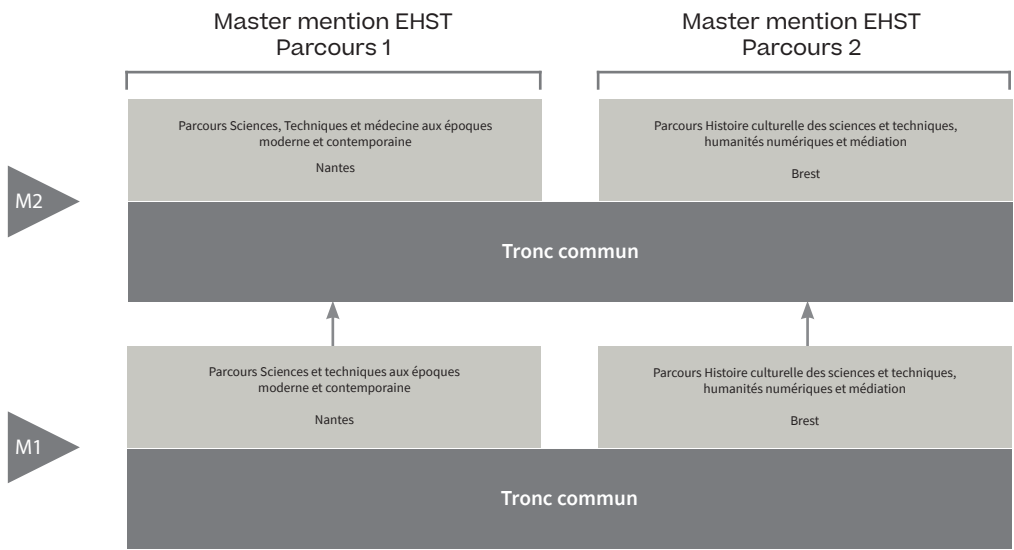 Master mention EHST
Parcours 1
Master mention EHST
Parcours 2
Parcours Sciences, Techniques et médecine aux époques
moderne et contemporaine
Nantes
Parcours Histoire culturelle des sciences et techniques,
humanités numériques et médiation
Brest
M2
Tronc commun
Parcours Sciences et techniques aux époques
moderne et contemporaine
Nantes
Parcours Histoire culturelle des sciences et techniques,
humanités numériques et médiation
Brest
M1
Tronc commun